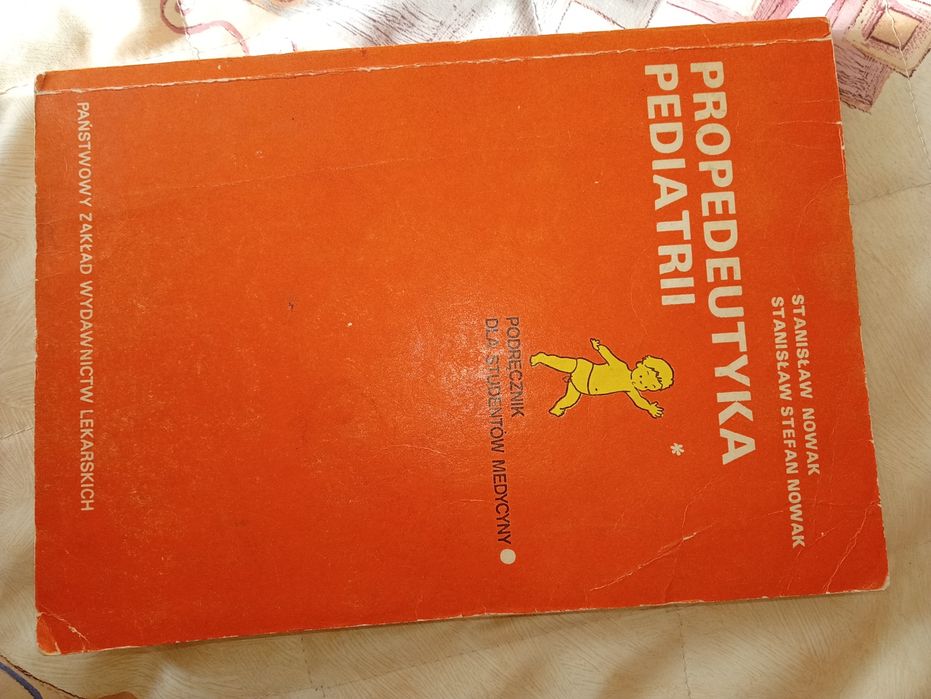 STANISŁAW NOWAK
STANISŁAW STEFAN NOWAK
PROPEDEUTYKA
PEDIATRII
*
PODRĘCZNIK
DLA STUDENTÓW MEDYCYNY
PAŃSTWOWY ZAKŁAD WYDAWNICTW LEKARSKICH